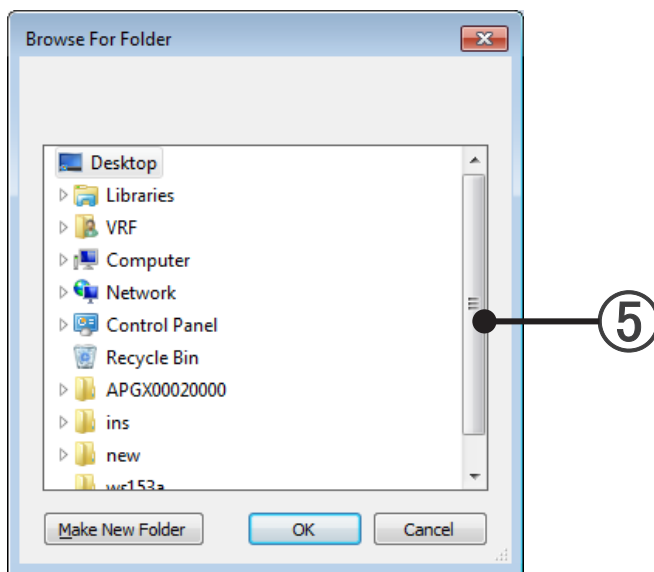 Browse For Folder
Desktop
Libraries
VRF
Computer
Network
Control Panel
Recycle Bin
APGX00020000
ins
new
wr153a
Make New Folder OK Cancel
⑤